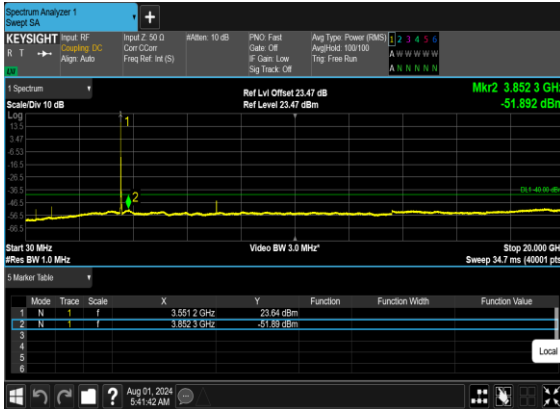 Spectrum Analyzer 1
Swept SA
+
KEYSIGHT Input: RF Input Z: 50 Ω #Atten: 10 dB PNO: Fast Avg Type: Power (RMS) 1 2 3 4 5 6
R T Coupling: DC Corr CCorr Gate: Off Avg|Hold: 100/100 A W W W W W
Align: Auto Freq Ref: Int (S) IF Gain: Low Trig: Free Run
Sig Track: Off A N N N N N
1 Spectrum Mkr2 3.852 3 GHz
Ref Lvl Offset 23.47 dB
Scale/Div 10 dB Ref Level 23.47 dBm -51.892 dBm
Log
13.5
3.47
-6.53
-16.5
-26.5
-36.5
-46.5
-56.5
-66.5
1
2
DL1 -40.00 dBm
Start 30 MHz Video BW 3.0 MHz* Stop 20.000 GH
#Res BW 1.0 MHz Sweep 34.7 ms (40001 pts
5 Marker Table
Mode Trace Scale X Y Function Function Width Function Value
1 N 1 f 3.551 2 GHz 23.64 dBm
2 N 1 f 3.852 3 GHz -51.89 dBm
3
4
5
6
Local
?
Aug 01, 2024
5:41:42 AM